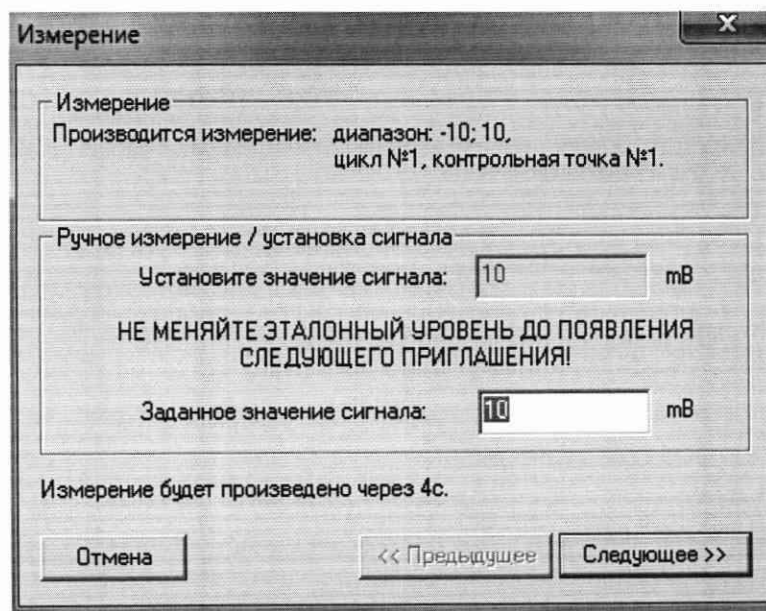 Измерение
Измерение
Производится измерение: диапазон: -10; 10,
цикл №1, контрольная точка №1.
Ручное измерение / установка сигнала
Установите значение сигнала: 10 mB
НЕ МЕНЯЙТЕ ЭТАЛОННЫЙ УРОВЕНЬ ДО ПОЯВЛЕНИЯ
СЛЕДУЮЩЕГО ПРИГЛАШЕНИЯ!
Заданное значение сигнала: 10 mB
Измерение будет произведено через 4с.
Отмена << Предыдущее Следующее >>